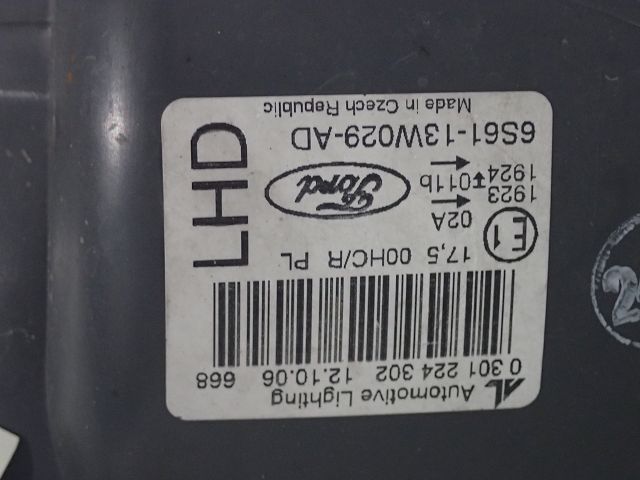 AL Automotive Lighting
0 301 224 302 12.10.06 668
17,5 00HC/R PL
E1
02A
1923
011b
1924
Ford
6S61-13W029-AD
Made in Czech Republic
LHD